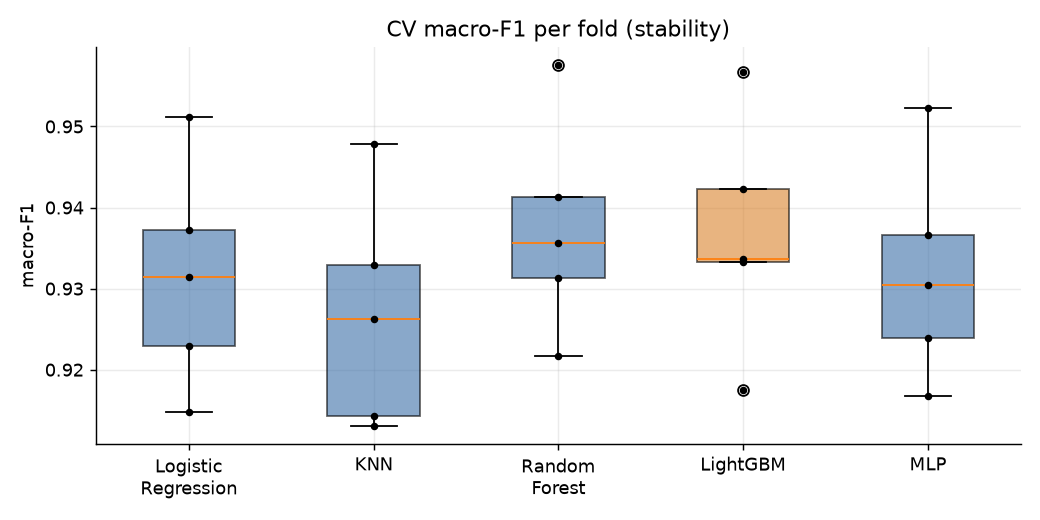 CV macro-F1 per fold (stability)
macro-F1
0.95
0.94
0.93
0.92
Logistic
Regression
KNN
Random
Forest
LightGBM
MLP